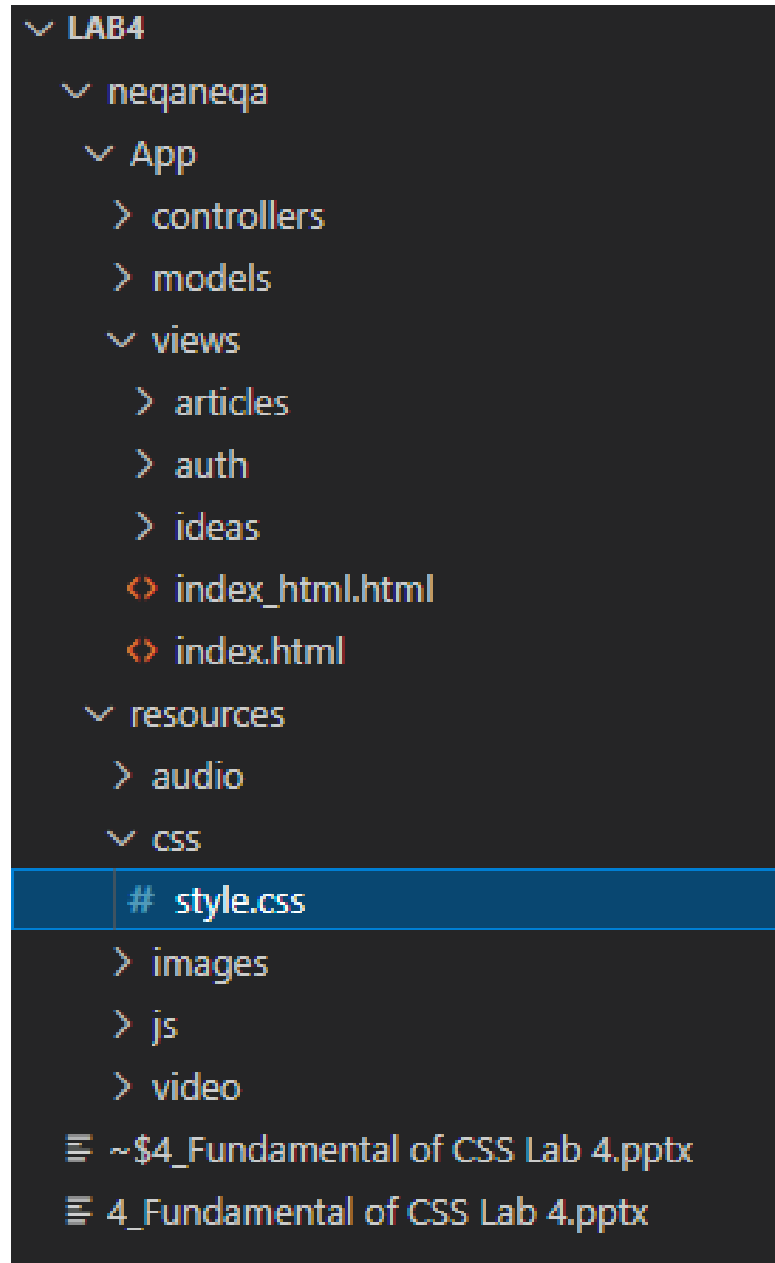 LAB4
neqaneqa
App
controllers
models
views
articles
auth
ideas
<> index_html.html
<> index.html
resources
audio
css
# style.css
images
js
video
~$4_Fundamental of CSS Lab 4.pptx
4_Fundamental of CSS Lab 4.pptx